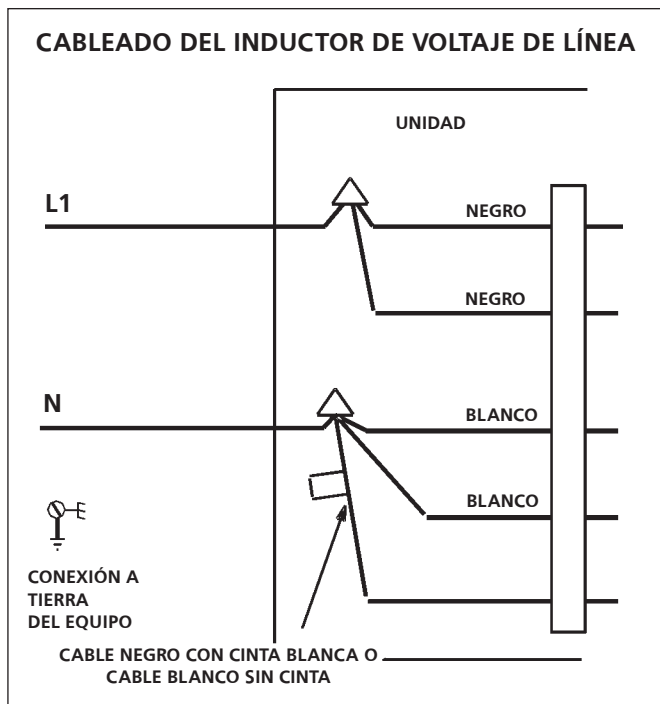 CABLEADO DEL INDUCTOR DE VOLTAJE DE LÍNEA
UNIDAD
L1
NEGRO
NEGRO
N
BLANCO
BLANCO
CONEXIÓN A
TIERRA
DEL EQUIPO
CABLE NEGRO CON CINTA BLANCA O
CABLE BLANCO SIN CINTA